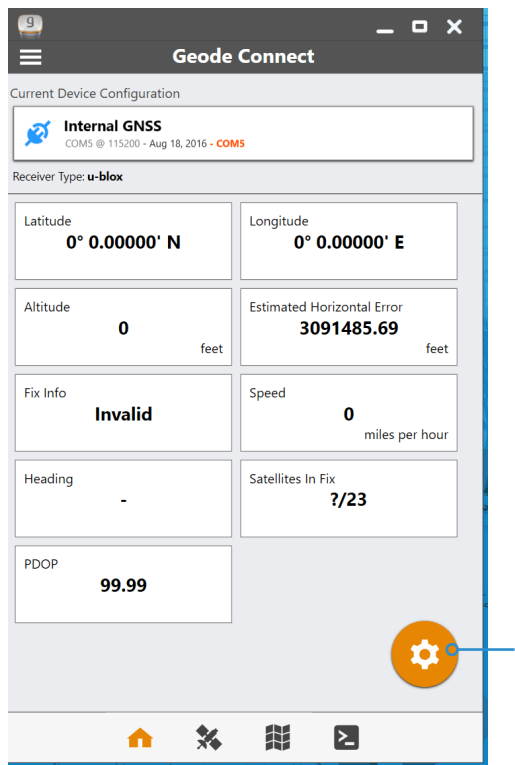 g
Geode Connect
Current Device Configuration
Internal GNSS
COM5 @ 115200 - Aug 18, 2016 - COM5
Receiver Type: u-blox
Latitude
0° 0.00000' N
Longitude
0° 0.00000' E
Altitude
0
feet
Estimated Horizontal Error
3091485.69
feet
Fix Info
Invalid
Speed
0
miles per hour
Heading
-
Satellites In Fix
?/23
PDOP
99.99